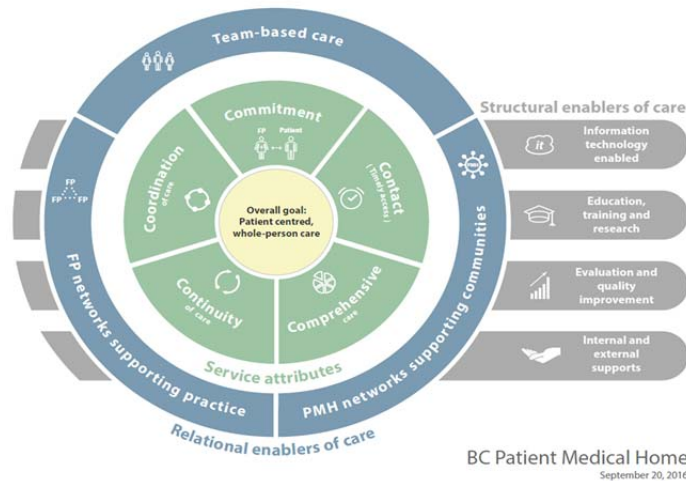 Team-based care
Structural enablers of care
Commitment
FP
Patient
Coordination
of care
Contact
(Timely Access)
Overall goal:
Patient centred,
whole-person care
Continuity
of care
Comprehensive
care
Service attributes
FP
FP
FP
FP networks supporting practice
PMH
PMH networks supporting communities
Relational enablers of care
it
Information
technology
enabled
Education,
training and
research
Evaluation and
quality
improvement
Internal and
external
supports
BC Patient Medical Home
September 20, 2016